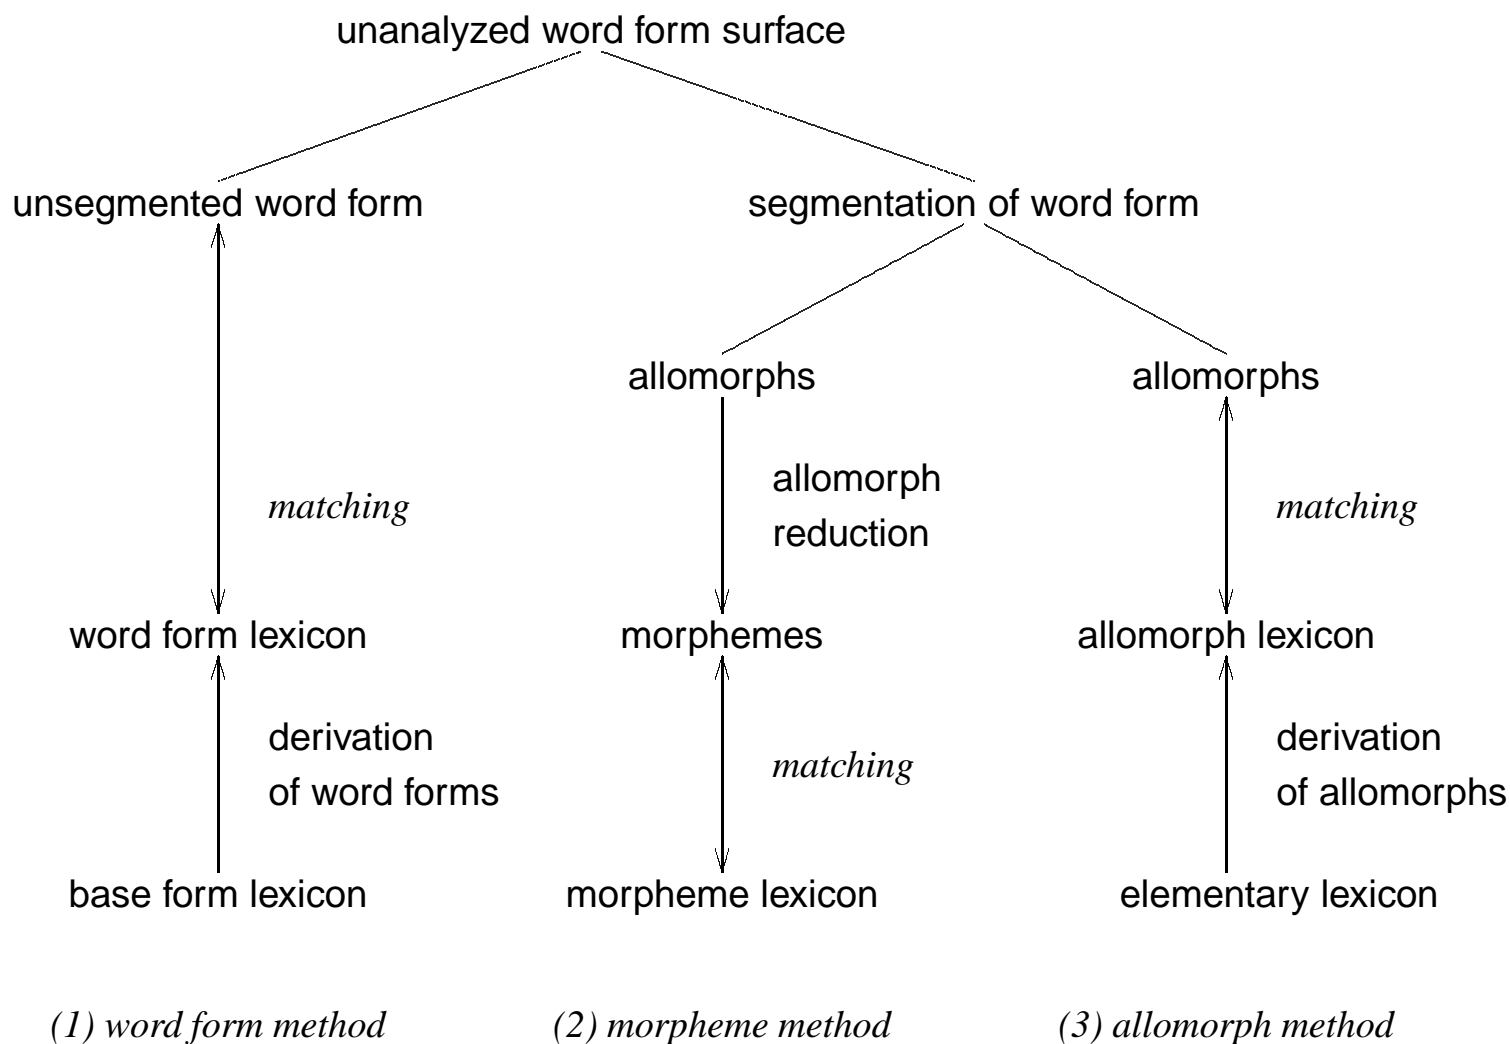 unanalyzed word form surface
unsegmented word form
segmentation of word form
allomorphs
allomorphs
matching
allomorph
reduction
matching
word form lexicon
morphemes
allomorph lexicon
derivation
of word forms
matching
derivation
of allomorphs
base form lexicon
morpheme lexicon
elementary lexicon
(1) word form method
(2) morpheme method
(3) allomorph method